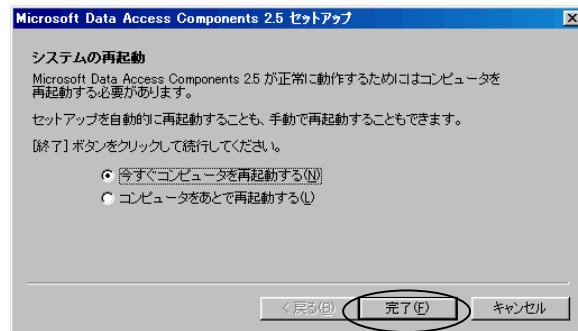 Microsoft Data Access Components 2.5 セットアップ
システムの再起動
Microsoft Data Access Components 2.5 が正常に動作するためにはコンピュータを
再起動する必要があります。
セットアップを自動的に再起動することも、手動で再起動することもできます。
[終了] ボタンをクリックして続行してください。
今すぐコンピュータを再起動する(N)
コンピュータをあとで再起動する(L)
< 戻る(B)
完了(F)
キャンセル